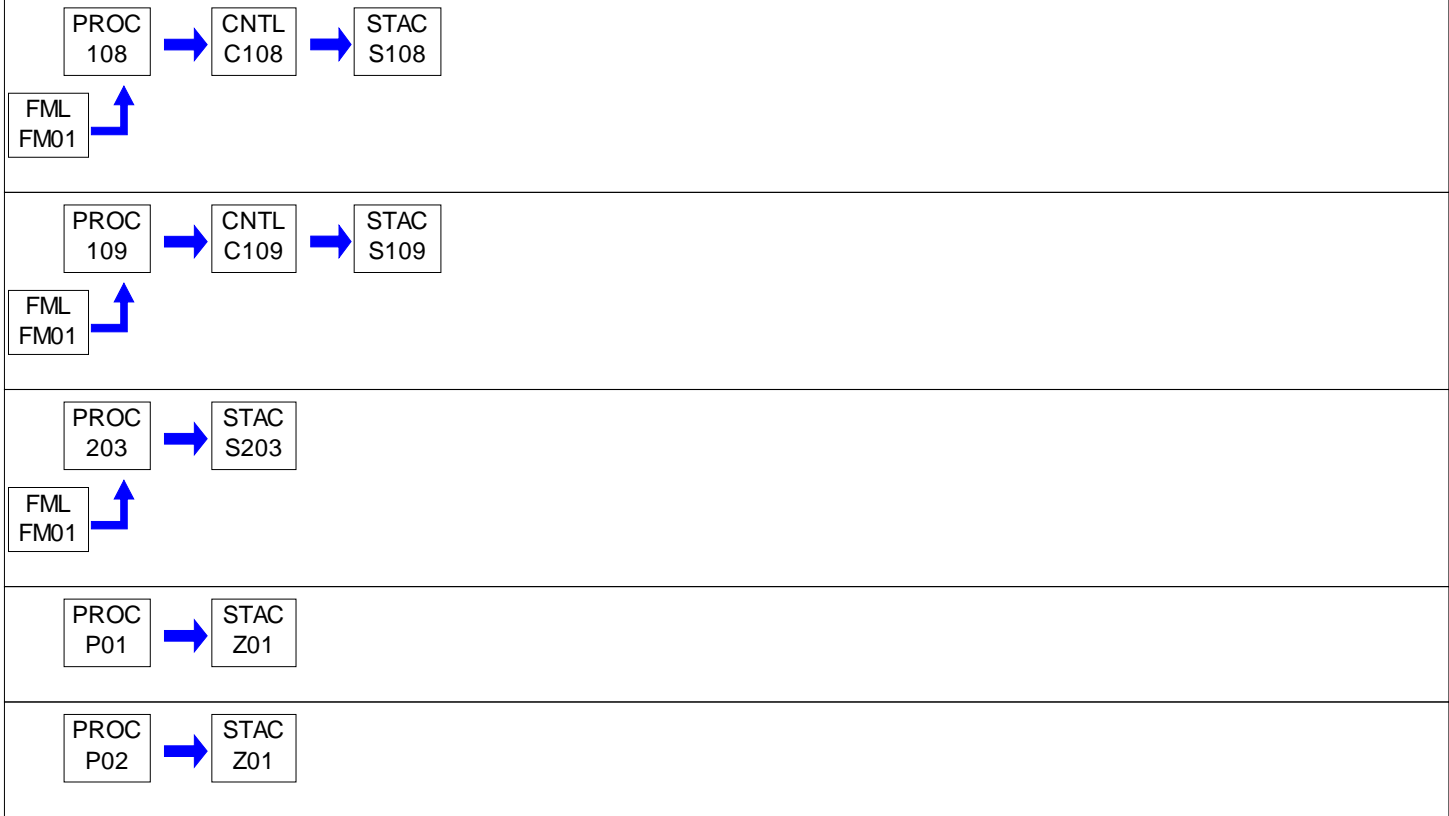 PROC
108
CNTL
C108
STAC
S108
FML
FM01
PROC
109
CNTL
C109
STAC
S109
FML
FM01
PROC
203
STAC
S203
FML
FM01
PROC
P01
STAC
Z01
PROC
P02
STAC
Z01